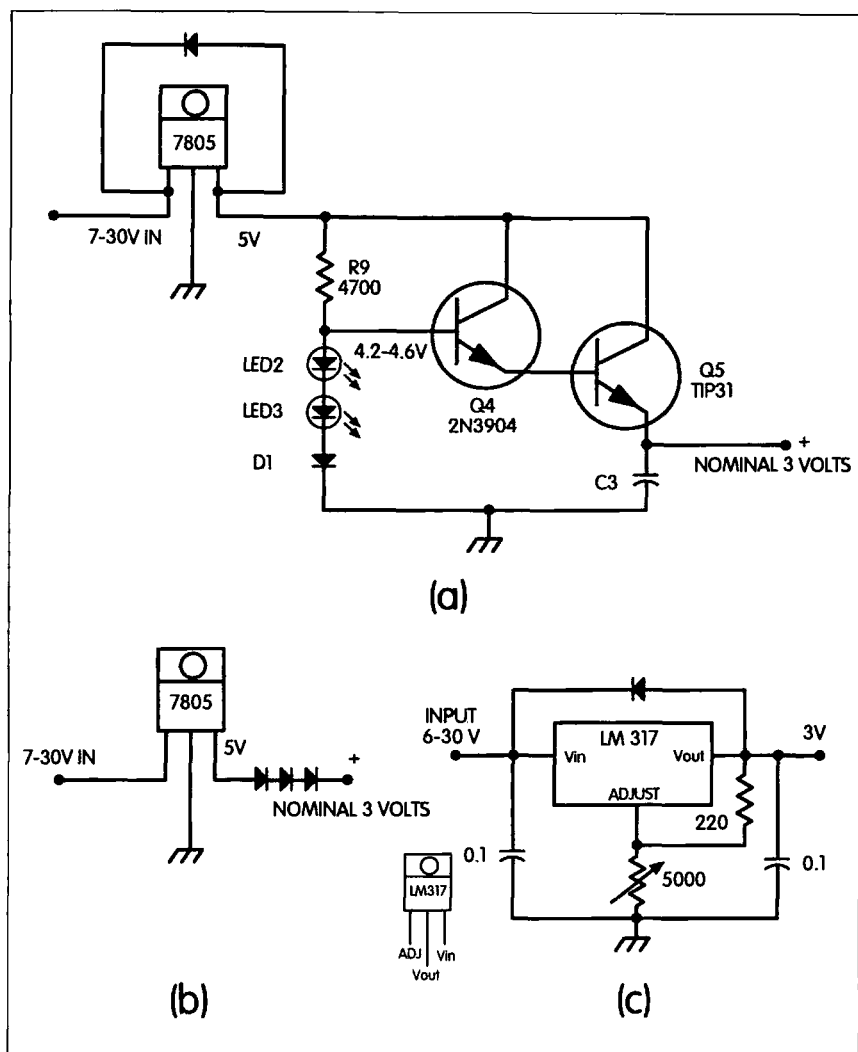 7805
7-30V IN
5V
R9
4700
LED2
4.2-4.6V
LED3
D1
Q4
2N3904
Q5
TIP31
+
NOMINAL 3 VOLTS
C3
(a)
7805
7-30V IN
5V
+
NOMINAL 3 VOLTS
(b)
INPUT
6-30 V
LM 317
Vin
Vout
ADJUST
3V
220
0.1
5000
0.1
LM317
ADJ
Vin
Vout
(c)